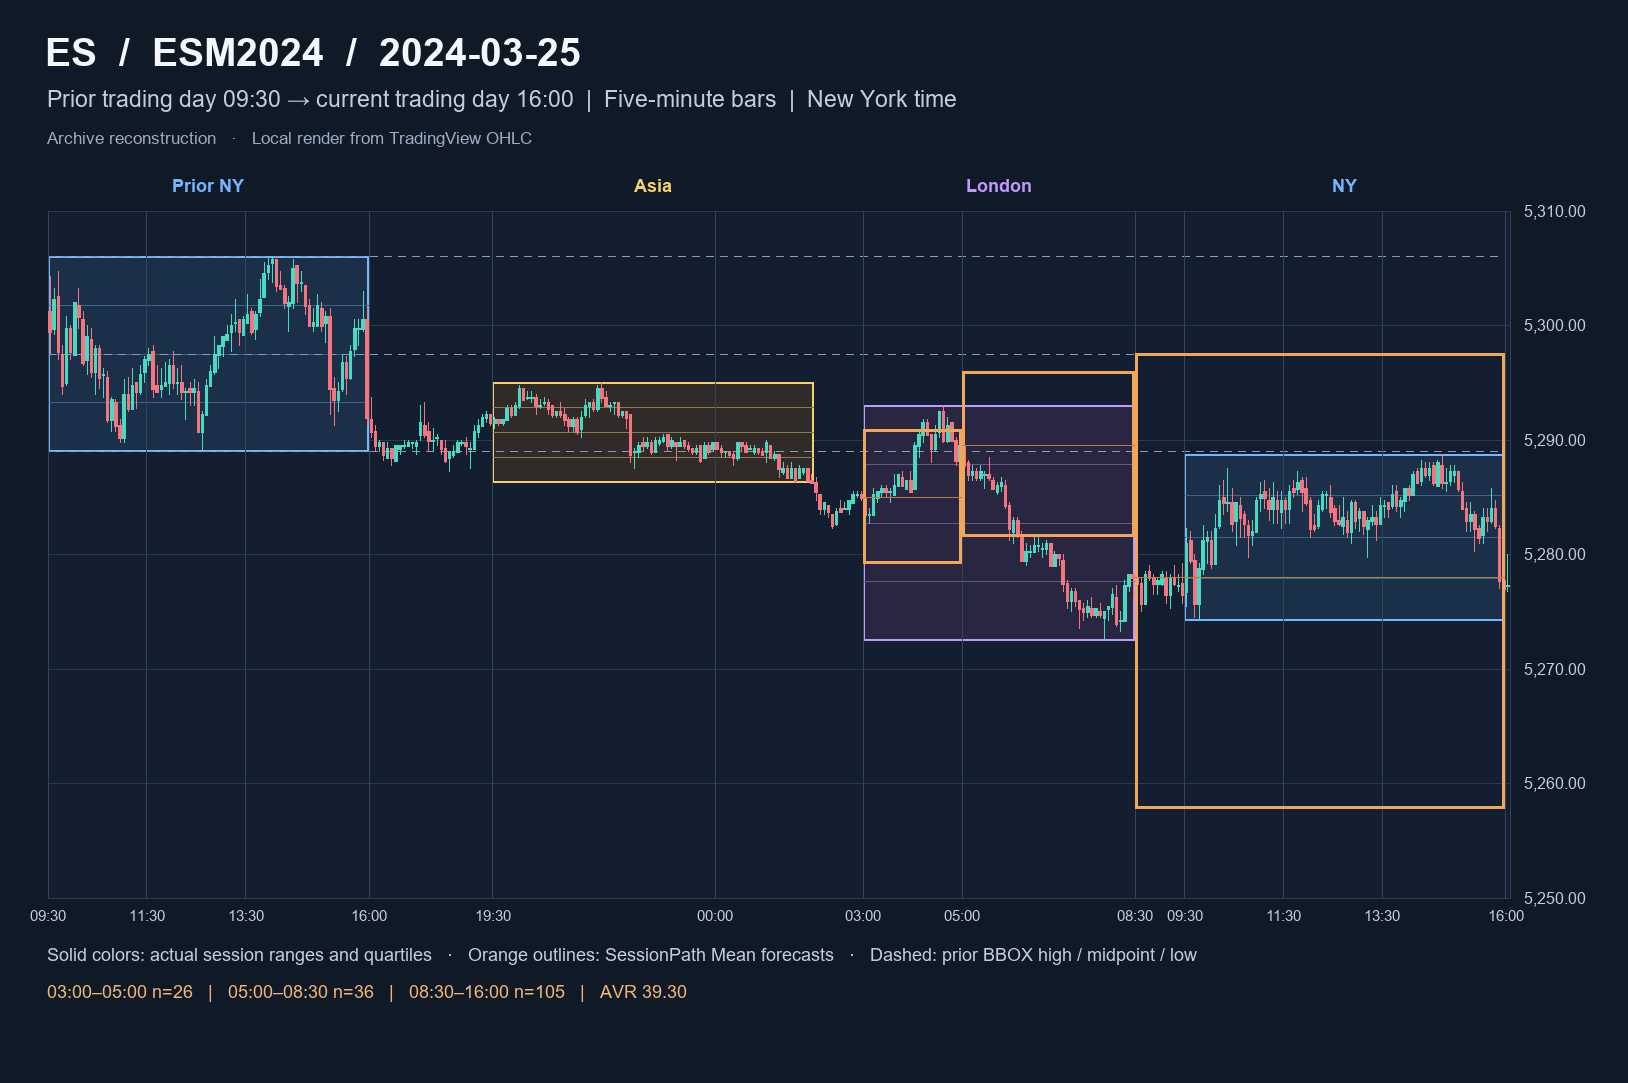 ES / ESM2024 / 2024-03-25
Prior trading day 09:30 → current trading day 16:00 | Five-minute bars | New York time
Archive reconstruction · Local render from TradingView OHLC
Prior NY Asia London NY
5,310.00
5,300.00
5,290.00
5,280.00
5,270.00
5,260.00
5,250.00
09:30 11:30 13:30 16:00 19:30 00:00 03:00 05:00 08:30 09:30 11:30 13:30 16:00
Solid colors: actual session ranges and quartiles · Orange outlines: SessionPath Mean forecasts · Dashed: prior BBOX high / midpoint / low
03:00–05:00 n=26 | 05:00–08:30 n=36 | 08:30–16:00 n=105 | AVR 39.30